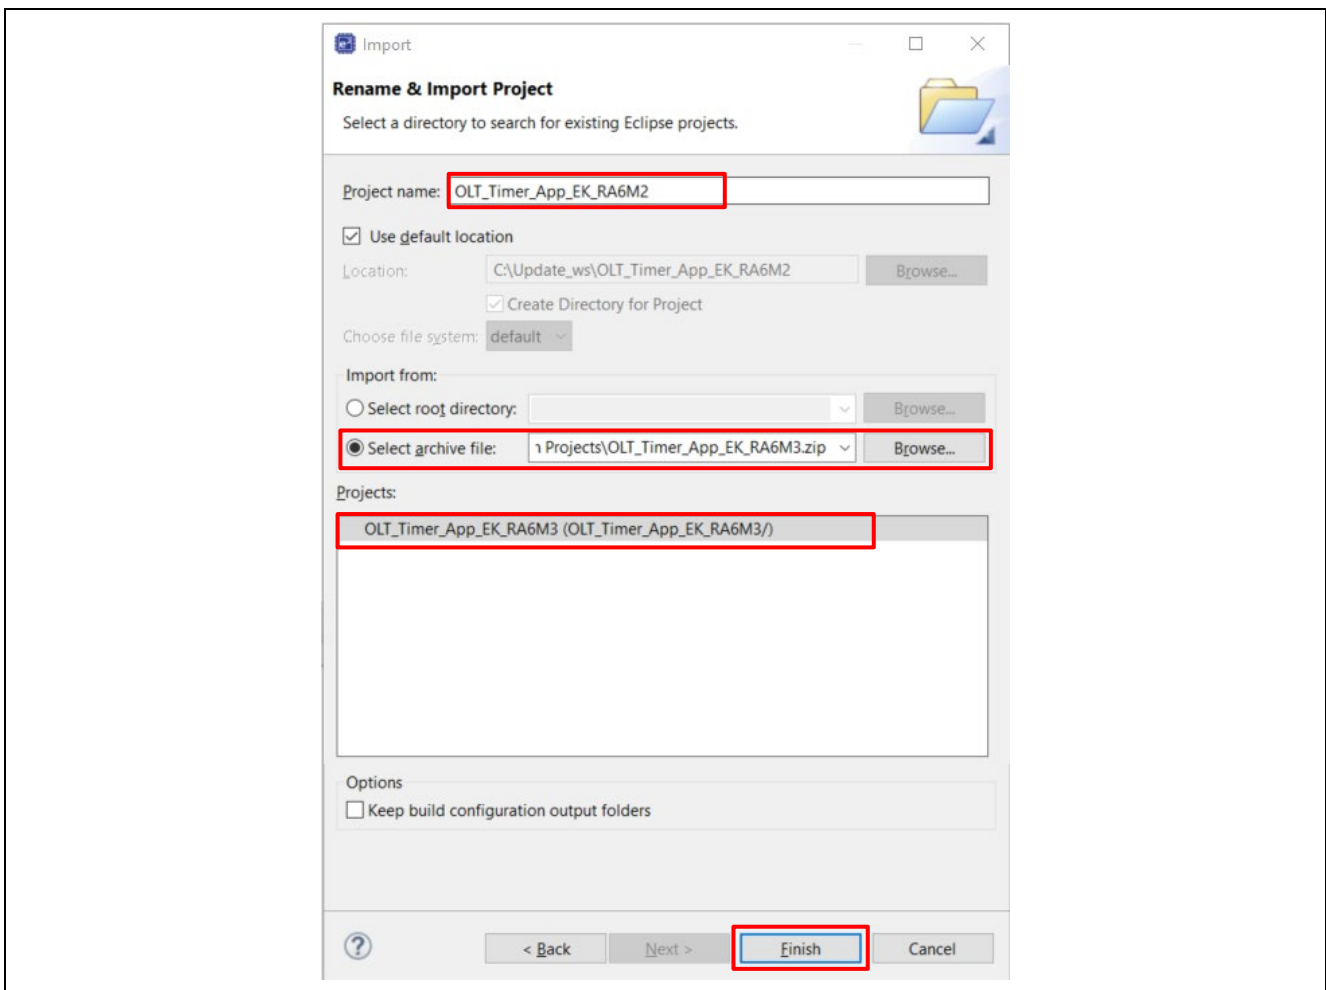 Import
Rename & Import Project
Select a directory to search for existing Eclipse projects.
Project name: OLT_Timer_App_EK_RA6M2
Use default location
Location: C:\Update_ws\OLT_Timer_App_EK_RA6M2 Browse...
Create Directory for Project
Choose file system: default
Import from:
Select root directory: Browse...
Select archive file: Projects\OLT_Timer_App_EK_RA6M3.zip Browse...
Projects:
OLT_Timer_App_EK_RA6M3 (OLT_Timer_App_EK_RA6M3/)
Options
Keep build configuration output folders
? < Back Next > Finish Cancel